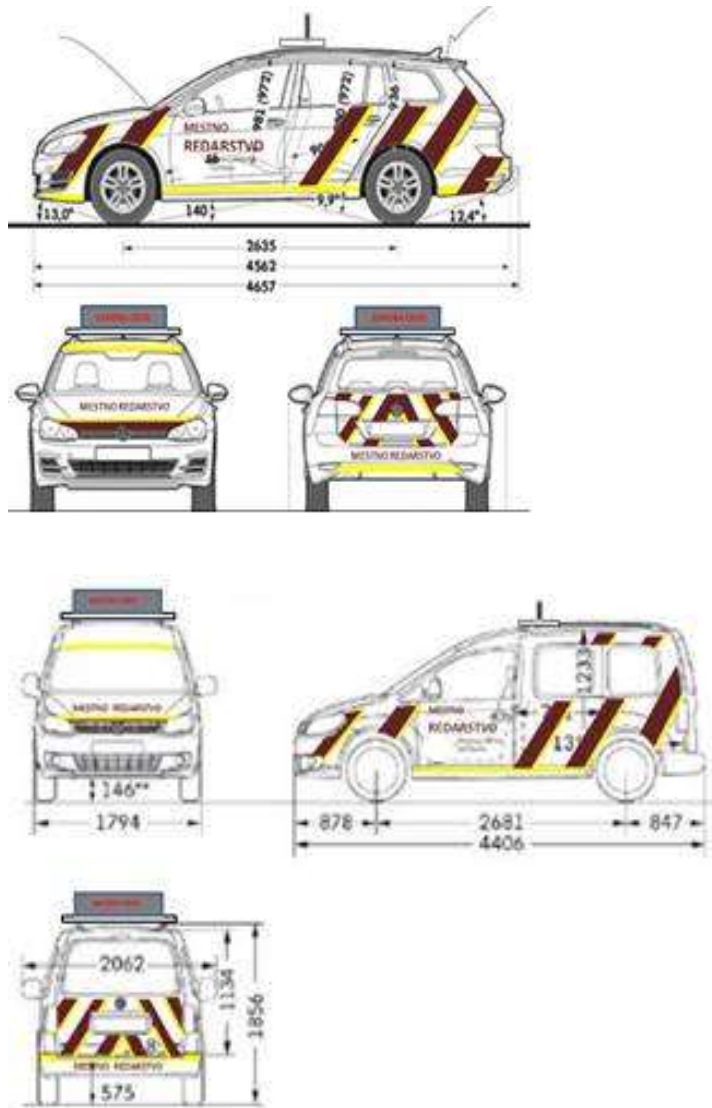 981 (972)
(972)
936
MESTNO
REDARSTVO
13,0°
140
9,9°
12,4°
2635
4562
4657
MESTNO REDARSTVO
MESTNO REDARSTVO
MESTNO REDARSTVO
146**
1794
1233
MESTNO
REDARSTVO
878
2681
847
4406
2062
1134
1856
MESTNO REDARSTVO
575